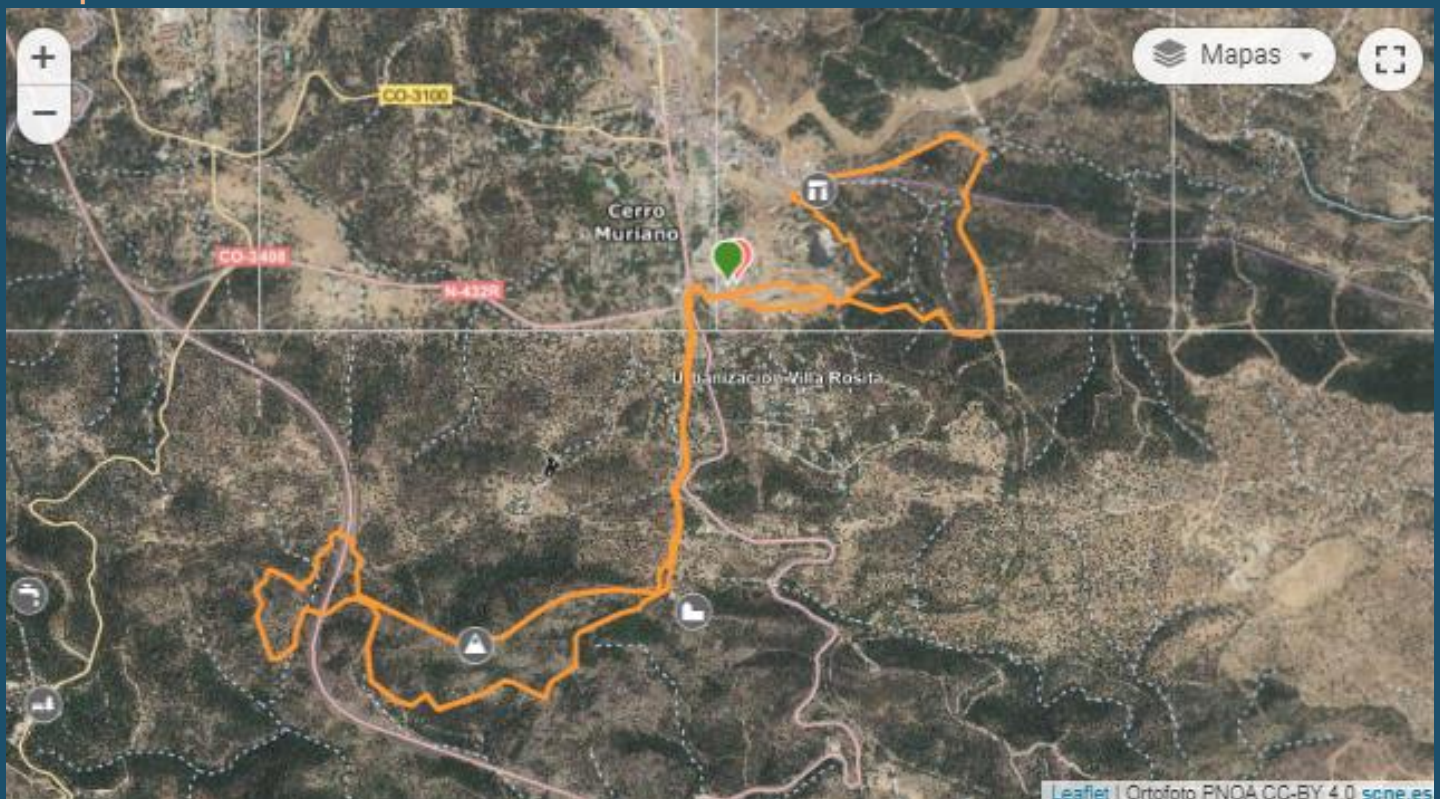 +
Mapas
−
CO-3100
Cerro
Muriano
CO-3408
N-432R
Urbanización Villa Rosita
Leaflet | Ortofoto PNOA CC-BY 4.0 scne.es